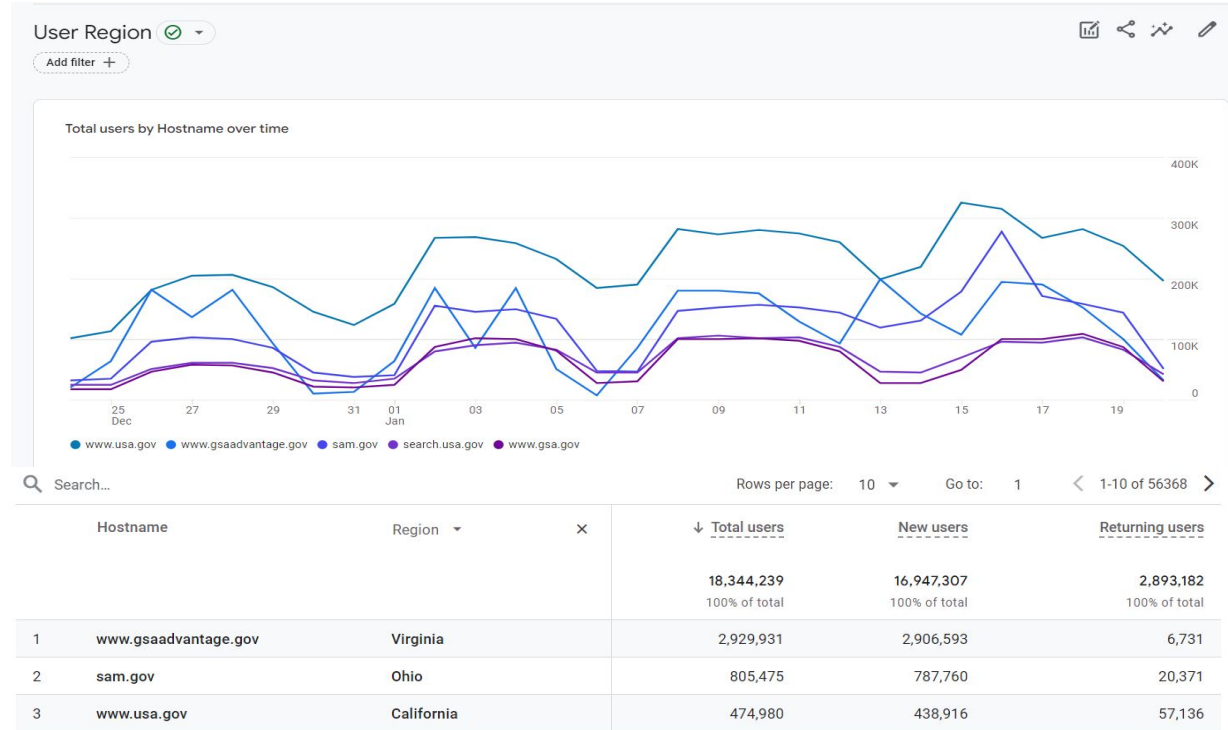 User Region
Add filter +
Total users by Hostname over time
400K
300K
200K
100K
0
25 27 29 31 01 03 05 07 09 11 13 15 17 19
Dec Jan
www.usa.gov www.gsaadvantage.gov sam.gov search.usa.gov www.gsa.gov
Search... Rows per page: 10 Go to: 1 1-10 of 56368
Hostname Region Total users New users Returning users
18,344,239 16,947,307 2,893,182
100% of total 100% of total 100% of total
1 www.gsaadvantage.gov Virginia 2,929,931 2,906,593 6,731
2 sam.gov Ohio 805,475 787,760 20,371
3 www.usa.gov California 474,980 438,916 57,136